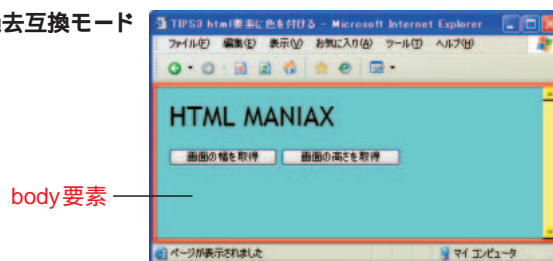 去互換モード
TIPS3 html要素に色を付ける - Microsoft Internet Explorer
ファイル(F) 編集(E) 表示(V) お気に入り(A) ツール(T) ヘルプ(H)
HTML MANIAX
画面の幅を取得 画面の高さを取得
body要素
ページが表示されました マイ コンピュータ